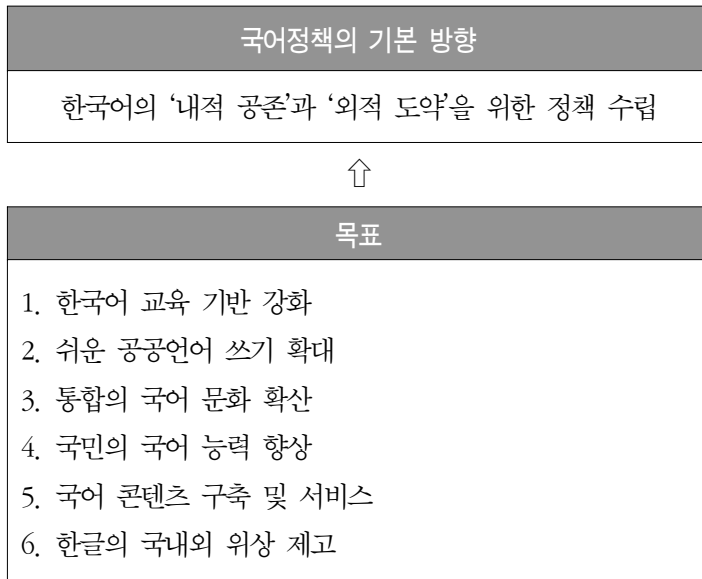 국어정책의 기본 방향
한국어의 ‘내적 공존’과 ‘외적 도약’을 위한 정책 수립
⇧
목표
1. 한국어 교육 기반 강화
2. 쉬운 공공언어 쓰기 확대
3. 통합의 국어 문화 확산
4. 국민의 국어 능력 향상
5. 국어 콘텐츠 구축 및 서비스
6. 한글의 국내외 위상 제고